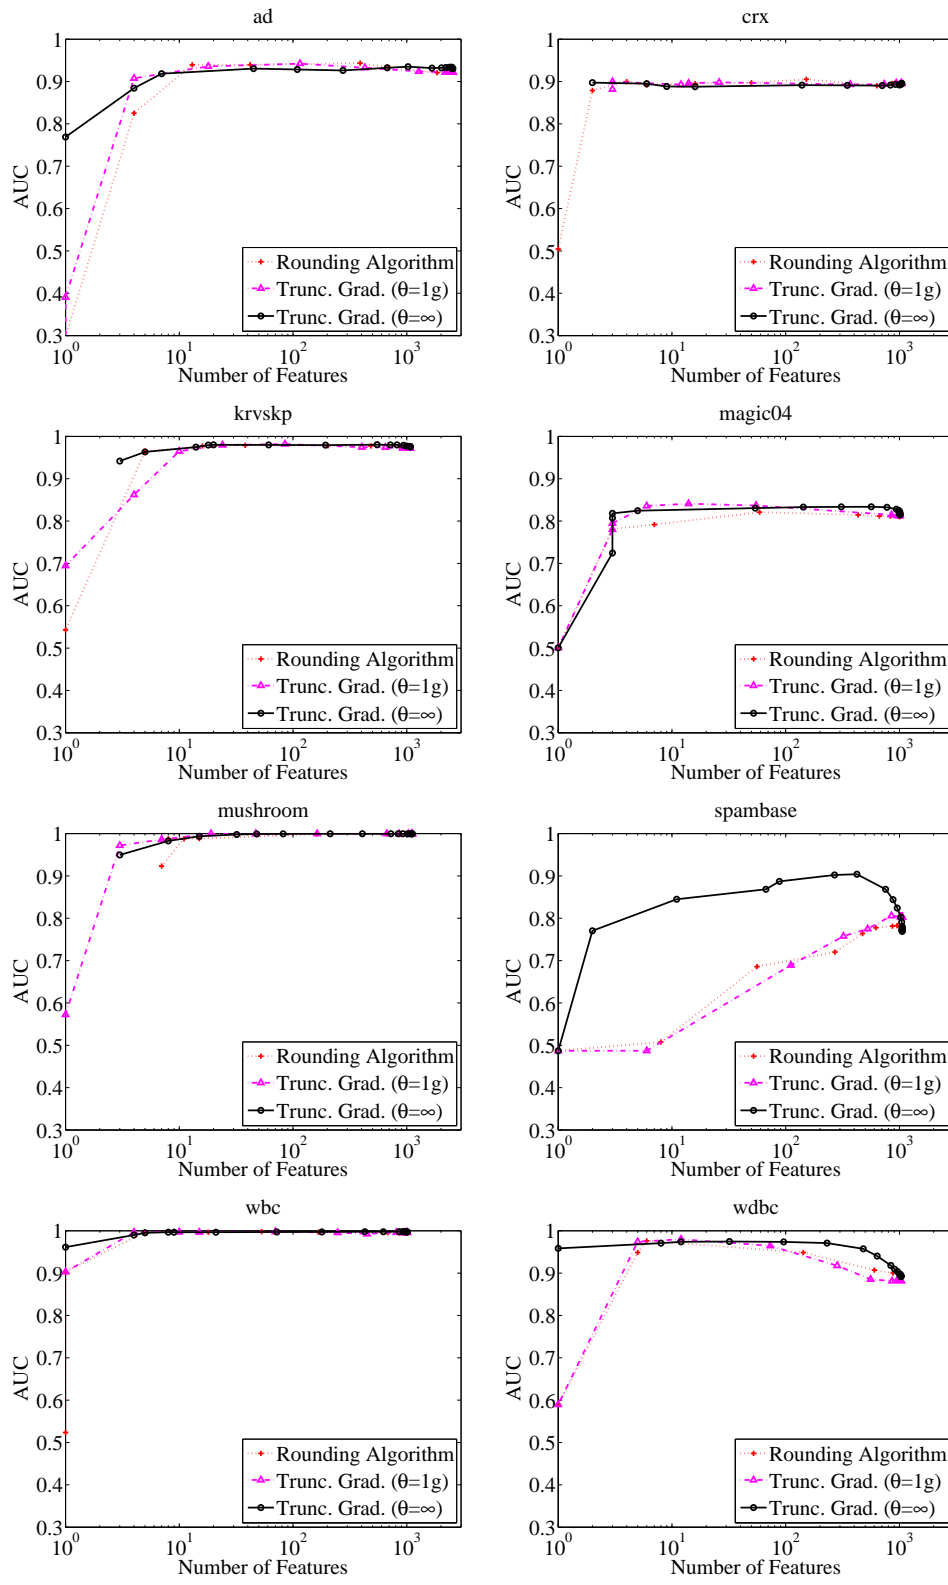 ad
1
0.9
0.8
0.7
0.6
0.5
0.4
0.3
AUC
Rounding Algorithm
Trunc. Grad. (θ=1g)
Trunc. Grad. (θ=∞)
10^0 10^1 10^2 10^3
Number of Features
crx
1
0.9
0.8
0.7
0.6
0.5
0.4
0.3
AUC
Rounding Algorithm
Trunc. Grad. (θ=1g)
Trunc. Grad. (θ=∞)
10^0 10^1 10^2 10^3
Number of Features
krvskp
1
0.9
0.8
0.7
0.6
0.5
0.4
0.3
AUC
Rounding Algorithm
Trunc. Grad. (θ=1g)
Trunc. Grad. (θ=∞)
10^0 10^1 10^2 10^3
Number of Features
magic04
1
0.9
0.8
0.7
0.6
0.5
0.4
0.3
AUC
Rounding Algorithm
Trunc. Grad. (θ=1g)
Trunc. Grad. (θ=∞)
10^0 10^1 10^2 10^3
Number of Features
mushroom
1
0.9
0.8
0.7
0.6
0.5
0.4
0.3
AUC
Rounding Algorithm
Trunc. Grad. (θ=1g)
Trunc. Grad. (θ=∞)
10^0 10^1 10^2 10^3
Number of Features
spambase
1
0.9
0.8
0.7
0.6
0.5
0.4
0.3
AUC
Rounding Algorithm
Trunc. Grad. (θ=1g)
Trunc. Grad. (θ=∞)
10^0 10^1 10^2 10^3
Number of Features
wbc
1
0.9
0.8
0.7
0.6
0.5
0.4
0.3
AUC
Rounding Algorithm
Trunc. Grad. (θ=1g)
Trunc. Grad. (θ=∞)
10^0 10^1 10^2 10^3
Number of Features
wdbc
1
0.9
0.8
0.7
0.6
0.5
0.4
0.3
AUC
Rounding Algorithm
Trunc. Grad. (θ=1g)
Trunc. Grad. (θ=∞)
10^0 10^1 10^2 10^3
Number of Features